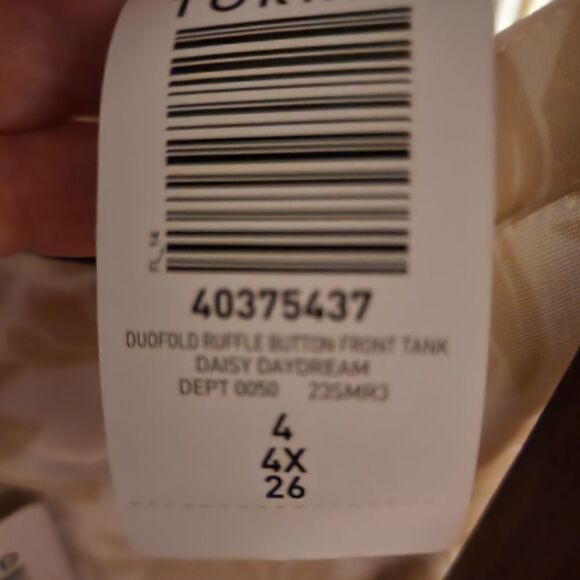 40375437
DUOFOLD RUFFLE BUTTON FRONT TANK
DAISY DAYDREAM
DEPT 0050 235MR3
4
4X
26